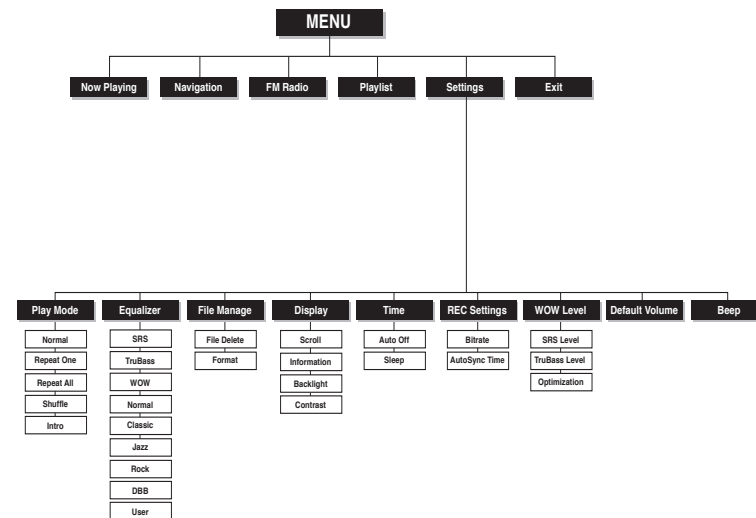 MENU
Now Playing
Navigation
FM Radio
Playlist
Settings
Exit
Play Mode
Equalizer
File Manage
Display
Time
REC Settings
WOW Level
Default Volume
Beep
Normal
SRS
File Delete
Scroll
Auto Off
Bitrate
SRS Level
Repeat One
TruBass
Format
Information
Sleep
AutoSync Time
TruBass Level
Repeat All
WOW
Backlight
Optimization
Shuffle
Normal
Contrast
Intro
Classic
Jazz
Rock
DBB
User